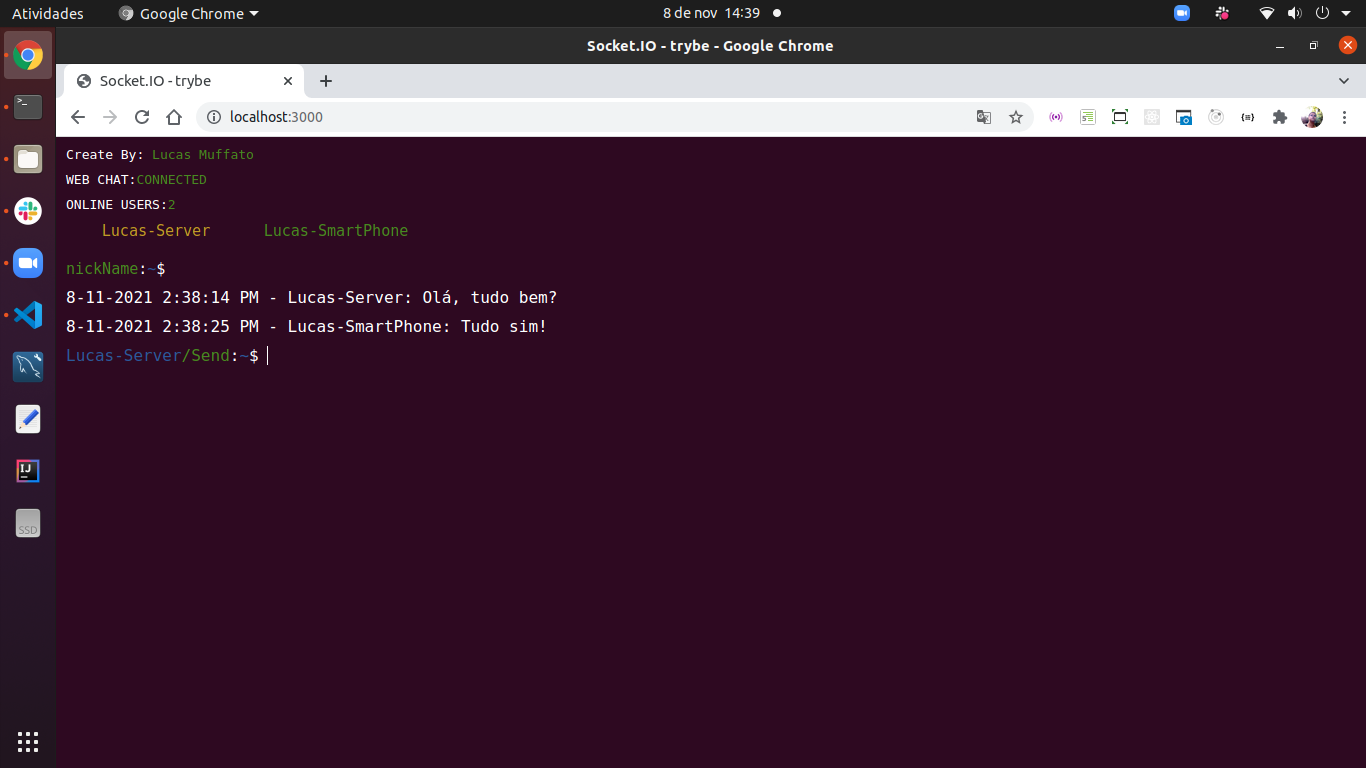 Atividades Google Chrome 8 de nov 14:39
Socket.IO - trybe - Google Chrome
Socket.IO - trybe
localhost:3000
Create By: Lucas Muffato
WEB CHAT:CONNECTED
ONLINE USERS:2
Lucas-Server Lucas-SmartPhone
nickName:~$
8-11-2021 2:38:14 PM - Lucas-Server: Olá, tudo bem?
8-11-2021 2:38:25 PM - Lucas-SmartPhone: Tudo sim!
Lucas-Server/Send:~$
IJ
SSD